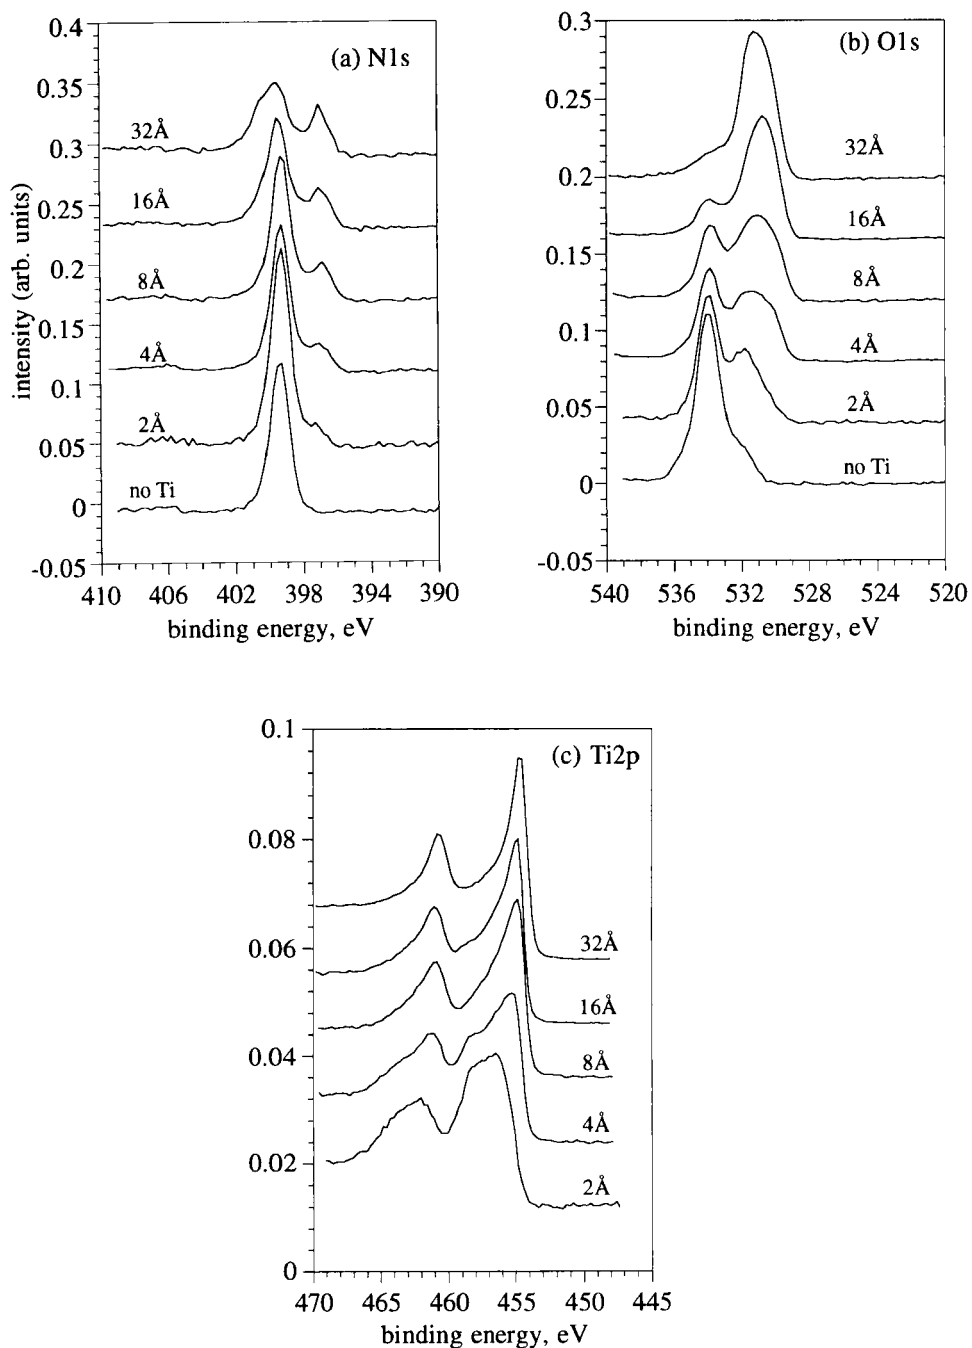 (a) N1s
intensity (arb. units)
0.4
0.35
0.3
0.25
0.2
0.15
0.1
0.05
0
-0.05
32Å
16Å
8Å
4Å
2Å
no Ti
410 406 402 398 394 390
binding energy, eV
(b) O1s
0.3
0.25
0.2
0.15
0.1
0.05
0
-0.05
32Å
16Å
8Å
4Å
2Å
no Ti
540 536 532 528 524 520
binding energy, eV
(c) Ti2p
0.1
0.08
0.06
0.04
0.02
0
32Å
16Å
8Å
4Å
2Å
470 465 460 455 450 445
binding energy, eV